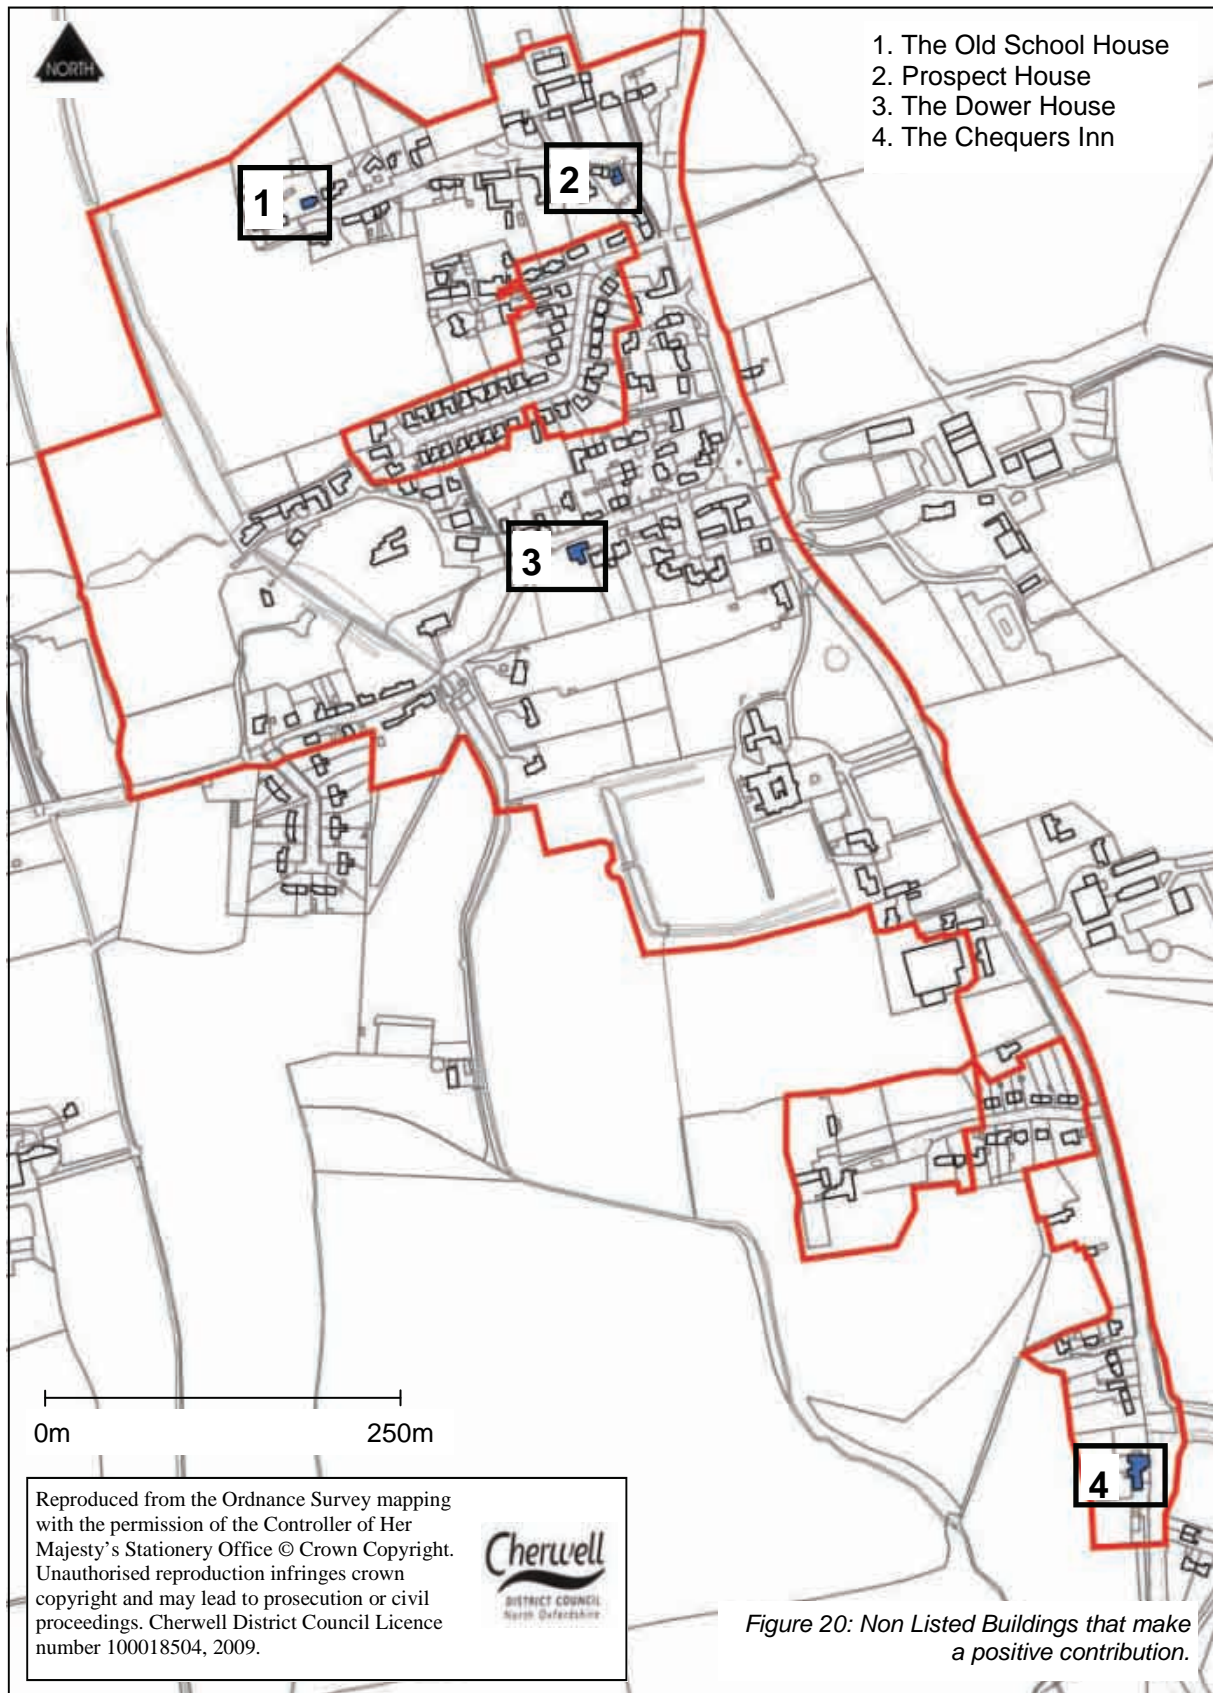 NORTH
1. The Old School House
2. Prospect House
3. The Dower House
4. The Chequers Inn
1
2
3
4
0m 250m
Reproduced from the Ordnance Survey mapping
with the permission of the Controller of Her
Majesty's Stationery Office © Crown Copyright.
Unauthorised reproduction infringes crown
copyright and may lead to prosecution or civil
proceedings. Cherwell District Council Licence
number 100018504, 2009.
Cherwell
DISTRICT COUNCIL
North Oxfordshire
Figure 20: Non Listed Buildings that make
a positive contribution.